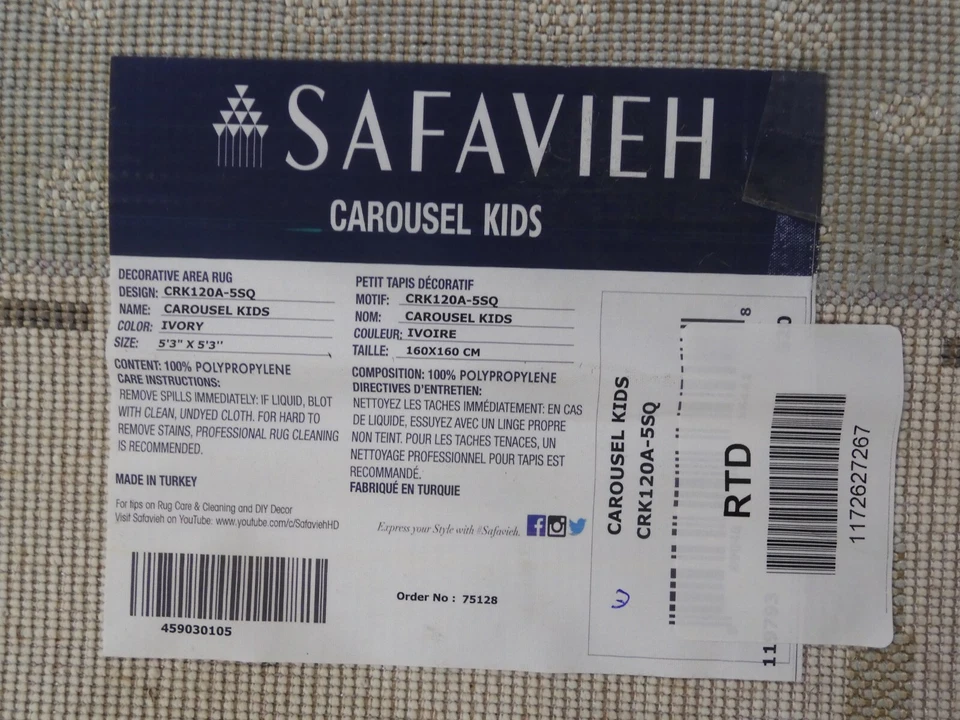 SAFAVIEH
CAROUSEL KIDS
DECORATIVE AREA RUG
DESIGN: CRK120A-5SQ
NAME: CAROUSEL KIDS
COLOR: IVORY
SIZE: 5'3" X 5'3"
CONTENT: 100% POLYPROPYLENE
CARE INSTRUCTIONS:
REMOVE SPILLS IMMEDIATELY: IF LIQUID, BLOT
WITH CLEAN, UNDYED CLOTH. FOR HARD TO
REMOVE STAINS, PROFESSIONAL RUG CLEANING
IS RECOMMENDED.
MADE IN TURKEY
For tips on Rug Care & Cleaning and DIY Decor
Visit Safavieh on YouTube: www.youtube.com/c/SafaviehHD
459030105
PETIT TAPIS DÉCORATIF
MOTIF: CRK120A-5SQ
NOM: CAROUSEL KIDS
COULEUR: IVOIRE
TAILLE: 160X160 CM
COMPOSITION: 100% POLYPROPYLENE
DIRECTIVES D'ENTRETIEN:
NETTOYEZ LES TACHES IMMÉDIATEMENT: EN CAS
DE LIQUIDE, ESSUYEZ AVEC UN LINGE PROPRE
NON TEINT. POUR LES TACHES TENACES, UN
NETTOYAGE PROFESSIONNEL POUR TAPIS EST
RECOMMANDÉ.
FABRIQUÉ EN TURQUIE
Express your Style with #Safavieh.
Order No : 75128
CAROUSEL KIDS
CRK120A-5SQ
8
RTD
1172627267